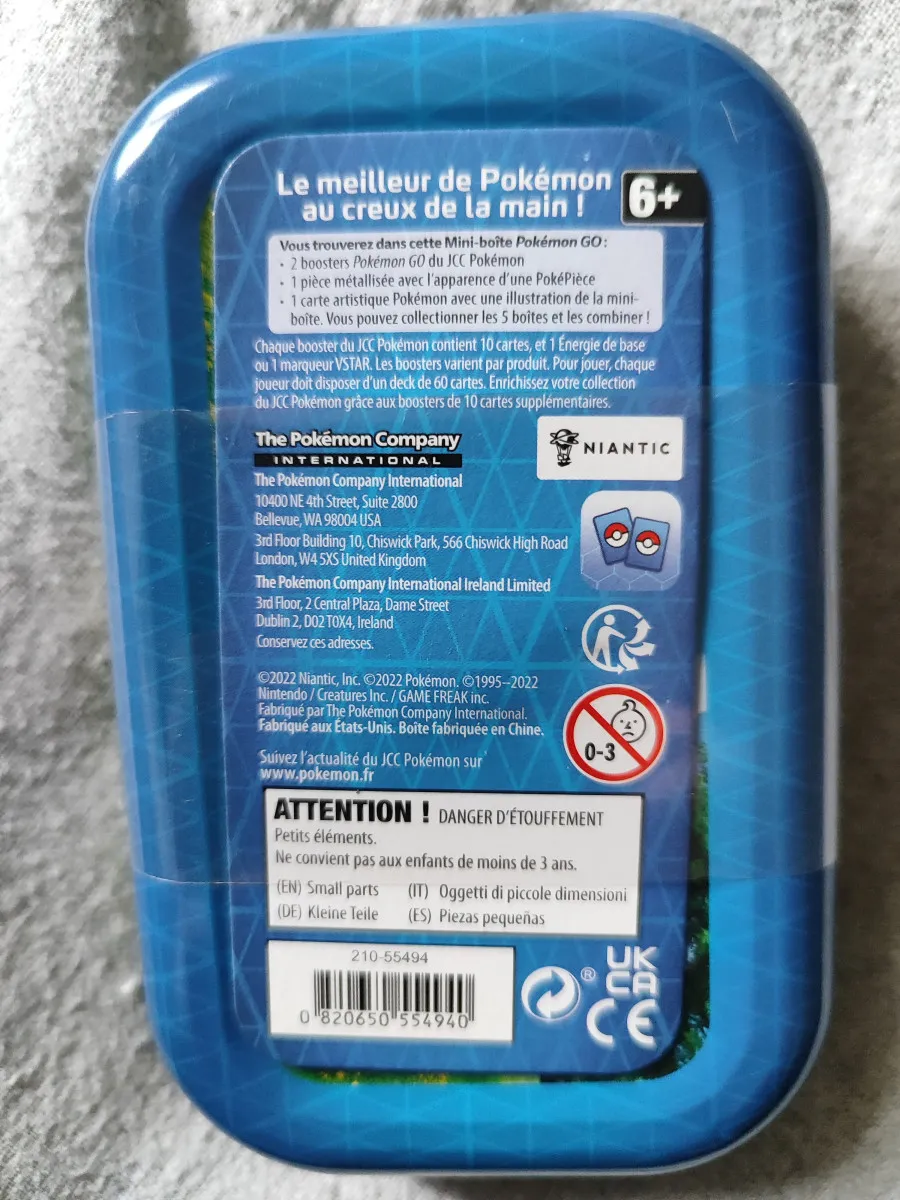 Le meilleur de Pokémon
au creux de la main !
6+
Vous trouverez dans cette Mini-boîte Pokémon GO :
• 2 boosters Pokémon GO du JCC Pokémon
• 1 pièce métallisée avec l'apparence d'une PokéPièce
• 1 carte artistique Pokémon avec une illustration de la mini-
boîte. Vous pouvez collectionner les 5 boîtes et les combiner !
Chaque booster du JCC Pokémon contient 10 cartes, et 1 Énergie de base
ou 1 marqueur VSTAR. Les boosters varient par produit. Pour jouer, chaque
joueur doit disposer d'un deck de 60 cartes. Enrichissez votre collection
du JCC Pokémon grâce aux boosters de 10 cartes supplémentaires.
The Pokémon Company
INTERNATIONAL
NIANTIC
The Pokémon Company International
10400 NE 4th Street, Suite 2800
Bellevue, WA 98004 USA
3rd Floor Building 10, Chiswick Park, 566 Chiswick High Road
London, W4 5XS United Kingdom
The Pokémon Company International Ireland Limited
3rd Floor, 2 Central Plaza, Dame Street
Dublin 2, D02 T0X4, Ireland
Conservez ces adresses.
©2022 Niantic, Inc. ©2022 Pokémon. ©1995--2022
Nintendo / Creatures Inc. / GAME FREAK inc.
Fabriqué par The Pokémon Company International.
Fabriqué aux États-Unis. Boîte fabriquée en Chine.
0-3
Suivez l'actualité du JCC Pokémon sur
www.pokemon.fr
ATTENTION ! DANGER D'ÉTOUFFEMENT
Petits éléments.
Ne convient pas aux enfants de moins de 3 ans.
(EN) Small parts (IT) Oggetti di piccole dimensioni
(DE) Kleine Teile (ES) Piezas pequeñas
210-55494
0 820650 554940
®
UK
CA
CE